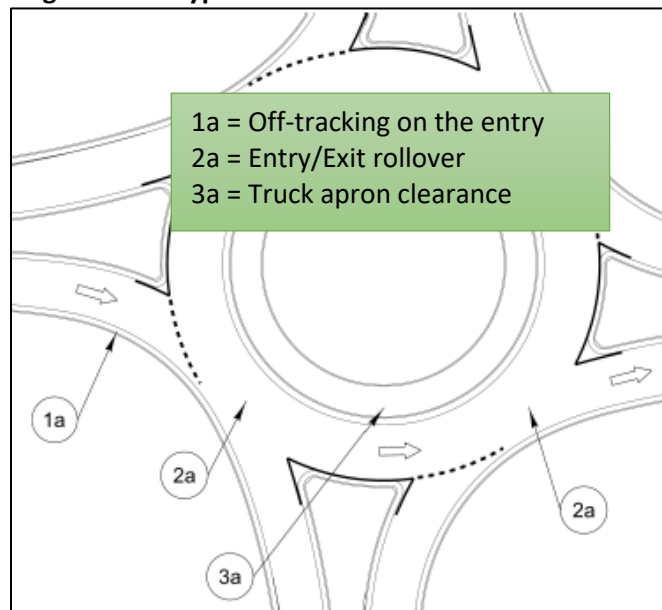 1a = Off-tracking on the entry
2a = Entry/Exit rollover
3a = Truck apron clearance
1a
2a
2a
3a